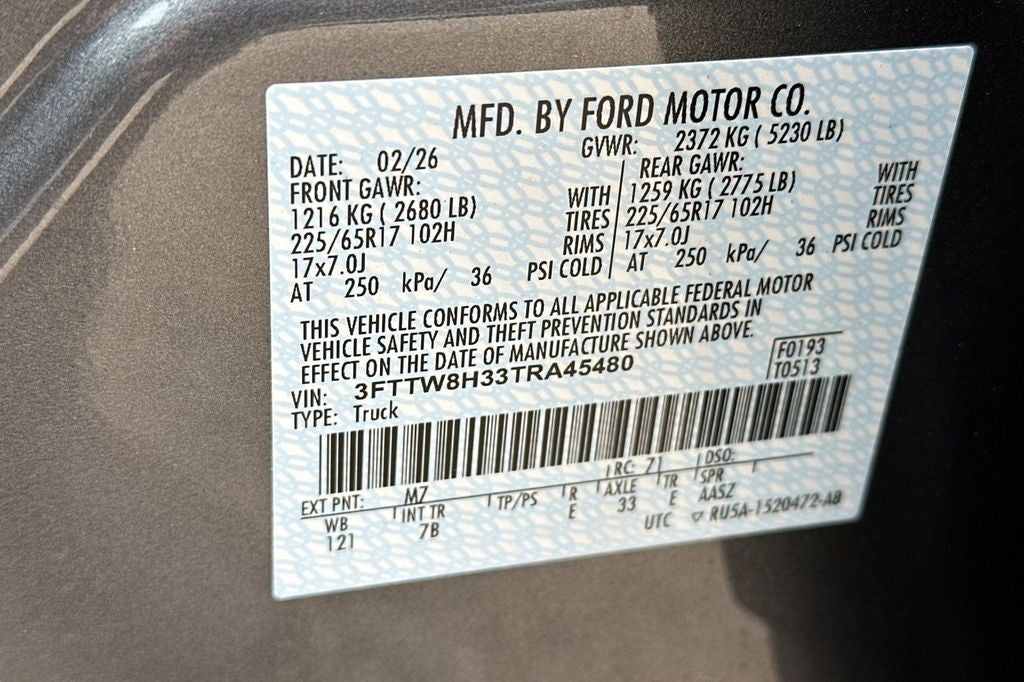 MFD. BY FORD MOTOR CO.
DATE: 02/26 GVWR: 2372 KG ( 5230 LB)
FRONT GAWR: REAR GAWR:
1216 KG ( 2680 LB) WITH 1259 KG ( 2775 LB) WITH
225/65R17 102H TIRES 225/65R17 102H TIRES
17x7.0J RIMS 17x7.0J RIMS
AT 250 kPa/ 36 PSI COLD AT 250 kPa/ 36 PSI COLD
THIS VEHICLE CONFORMS TO ALL APPLICABLE FEDERAL MOTOR
VEHICLE SAFETY AND THEFT PREVENTION STANDARDS IN
EFFECT ON THE DATE OF MANUFACTURE SHOWN ABOVE.
VIN: 3FTTW8H33TRA45480 F0193
TYPE: Truck T0513
EXT PNT: M7 RC: 71 DSO:
WB INT TR TP/PS R AXLE TR SPR
121 7B E 33 E AASZ
UTC ▽ RU5A-1520472-AB